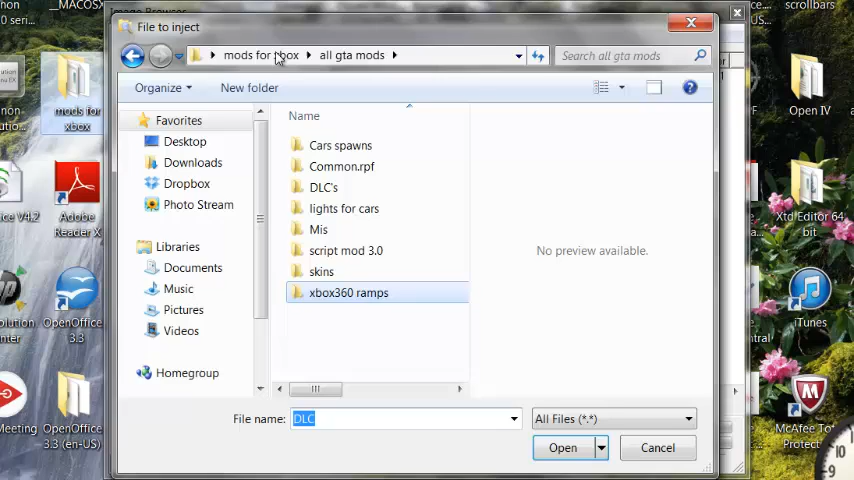 __MACOSX
scrollbars
File to inject
mods for xbox
all gta mods
Search all gta mods
Organize
New folder
Favorites
Desktop
Downloads
Dropbox
Photo Stream
Libraries
Documents
Music
Pictures
Videos
Homegroup
Name
Cars spawns
Common.rpf
DLC's
lights for cars
Mis
script mod 3.0
skins
xbox360 ramps
No preview available.
File name:
DLC
All Files (*.*)
Open
Cancel
mods for
xbox
Adobe
Reader X
OpenOffice
3.3
OpenOffice
3.3 (en-US)
Open IV
Xtd Editor 64
bit
iTunes
McAfee
10
9